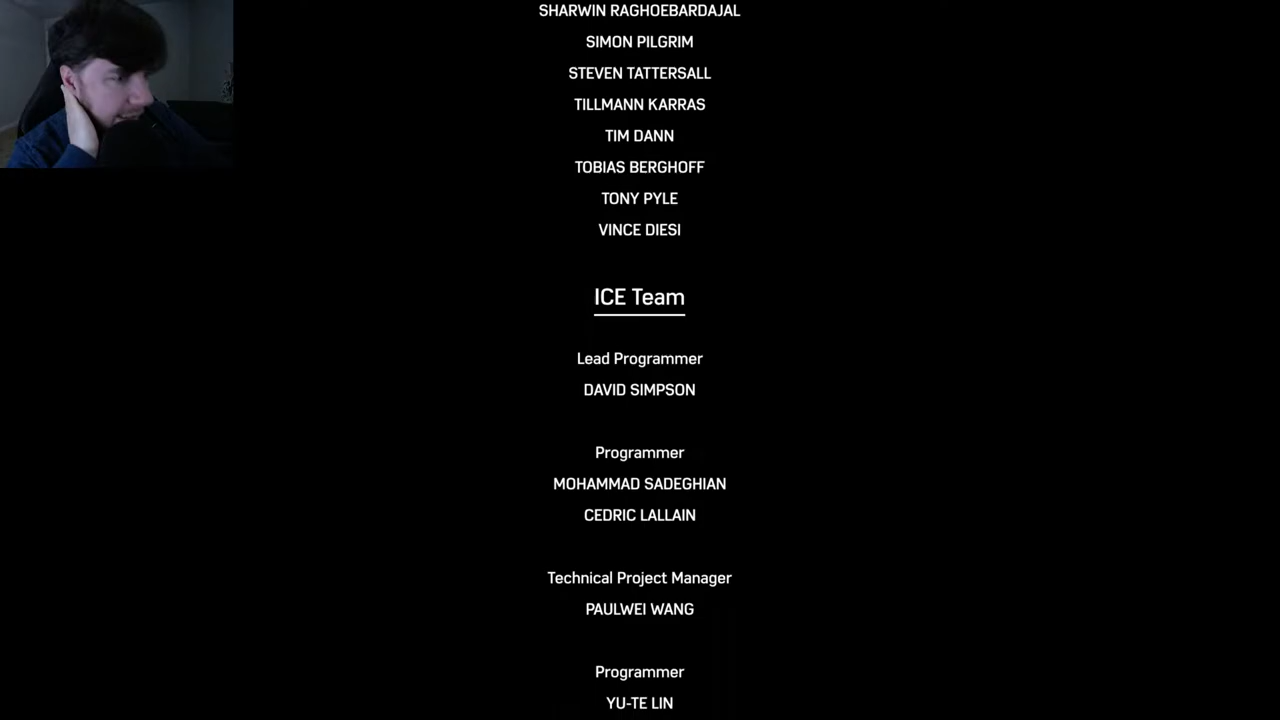 SHARWIN RAGHOEBARDAJAL
SIMON PILGRIM
STEVEN TATTERSALL
TILLMANN KARRAS
TIM DANN
TOBIAS BERGHOFF
TONY PYLE
VINCE DIESI
ICE Team
Lead Programmer
DAVID SIMPSON
Programmer
MOHAMMAD SADEGHIAN
CEDRIC LALLAIN
Technical Project Manager
PAULWEI WANG
Programmer
YU-TE LIN